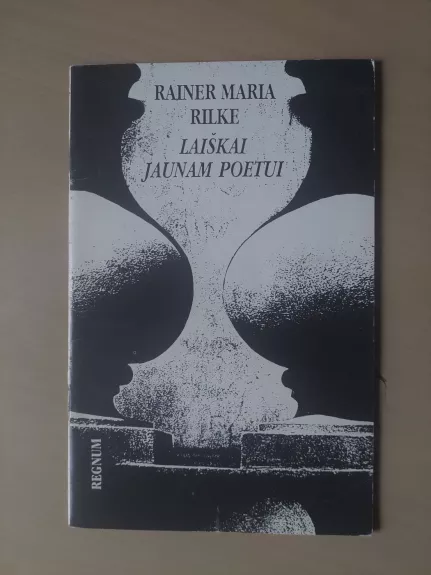 RAINER MARIA
RILKE
LAIŠKAI
JAUNAM POETUI
REGNUM